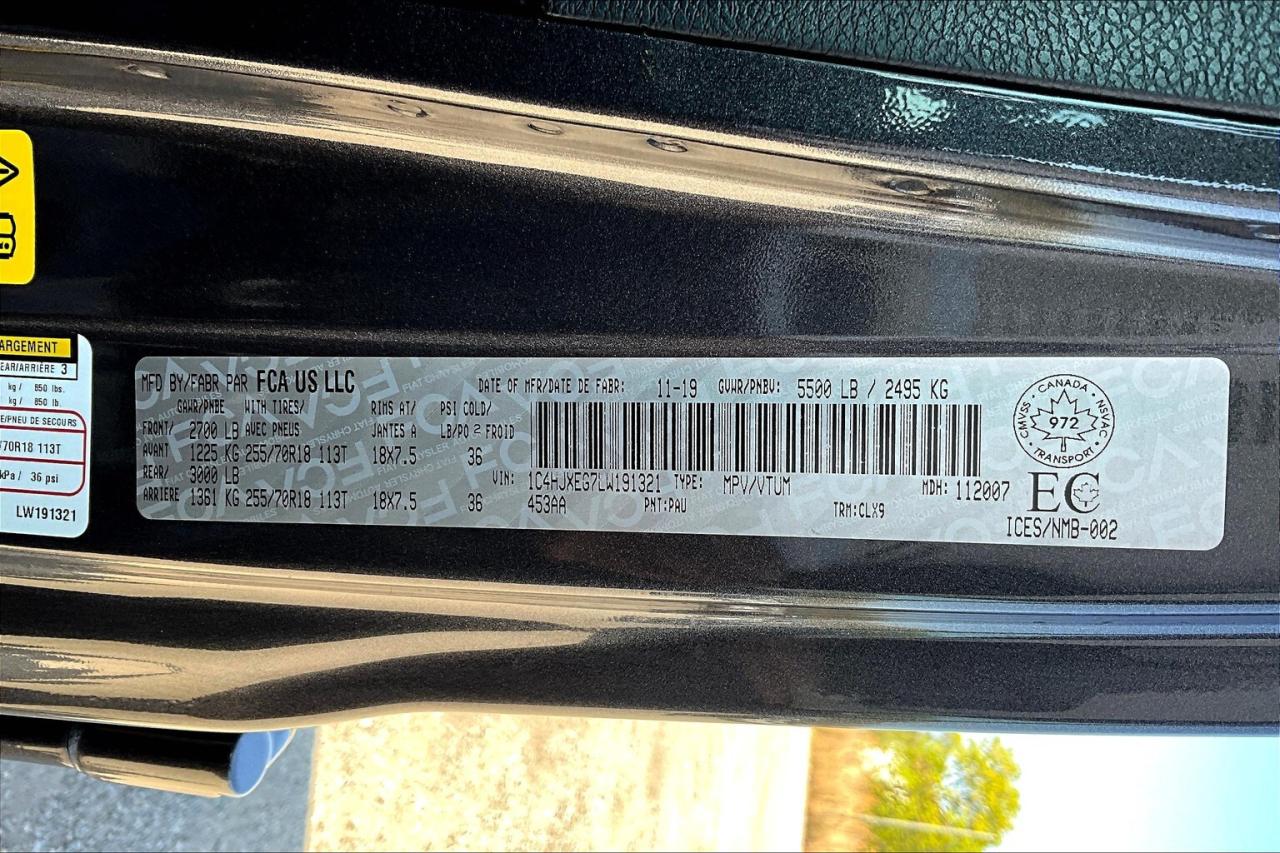 ARGEMENT
EAR/ARRIÈRE 3
kg / 850 lbs.
kg / 850 lb.
E/PNEU DE SECOURS
/70R18 113T
kPa / 36 psi
LW191321
MFD BY/FABR PAR FCA US LLC
DATE OF MFR/DATE DE FABR: 11-19 GVWR/PNBV: 5500 LB / 2495 KG
GAWR/PNBE WITH TIRES/ RIMS AT/ PSI COLD/
FRONT/ 2700 LB AVEC PNEUS JANTES A LB/PO² FROID
AVANT 1225 KG 255/70R18 113T 18X7.5 36
REAR/ 3000 LB
ARRIÈRE 1361 KG 255/70R18 113T 18X7.5 36
VIN: 1C4HJXEG7LW191321 TYPE: MPV/VTUM MDH: 112007
453AA PNT:PAU TRM:CLX9
CANADA
CMVSS 972 NSVAC
TRANSPORT
EC
ICES/NMB-002